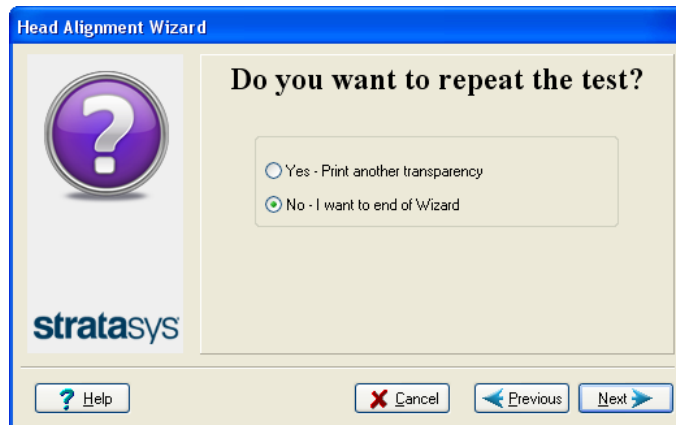 Head Alignment Wizard
Do you want to repeat the test?
Yes - Print another transparency
No - I want to end of Wizard
stratasys
Help
Cancel
Previous
Next